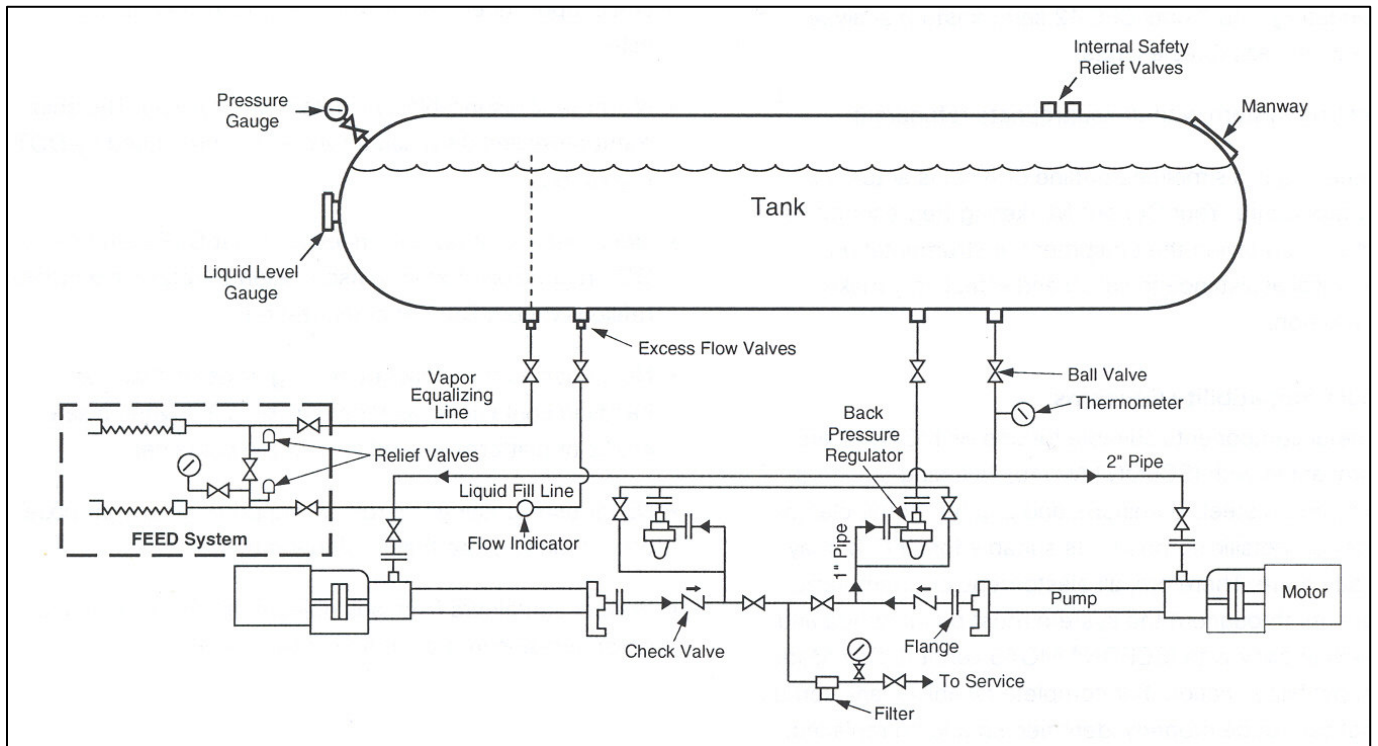 Internal Safety
Relief Valves
Pressure
Gauge
Manway
Tank
Liquid Level
Gauge
Excess Flow Valves
Vapor
Equalizing
Line
Ball Valve
Thermometer
Back
Pressure
Regulator
Relief Valves
2" Pipe
Liquid Fill Line
FEED System
Flow Indicator
1" Pipe
Pump
Motor
Check Valve
Flange
To Service
Filter